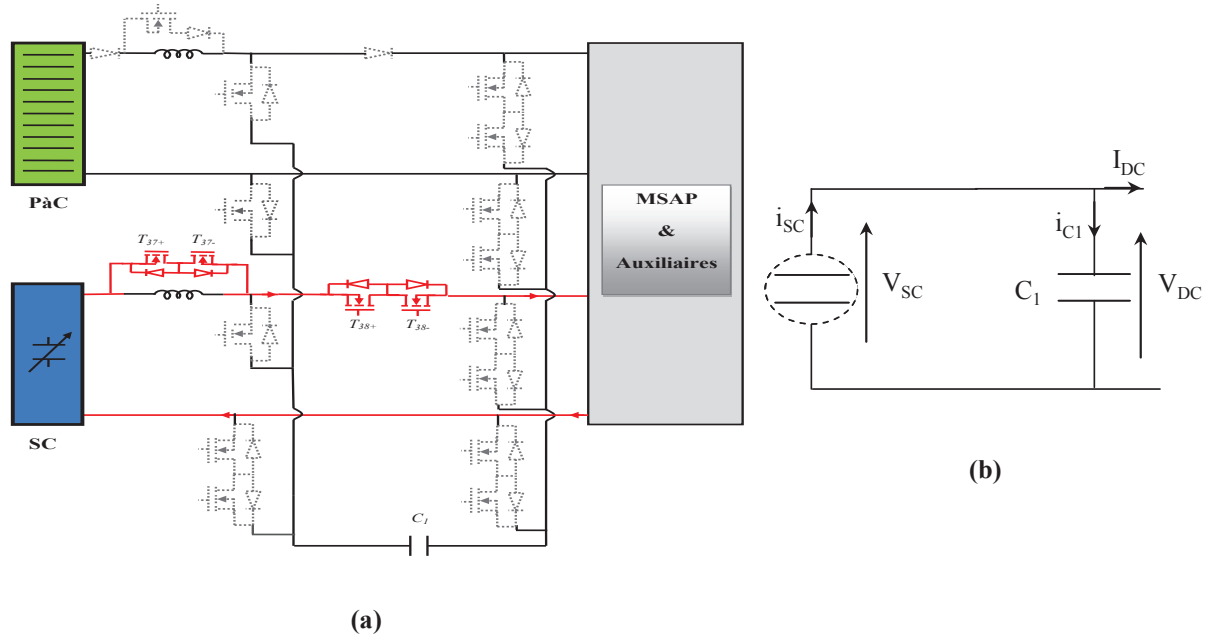 PàC
T37+
T37-
SC
T38+
T38-
C1
MSAP
&
Auxiliaires
(a)
IDC
iSC
iC1
VSC
C1
VDC
(b)